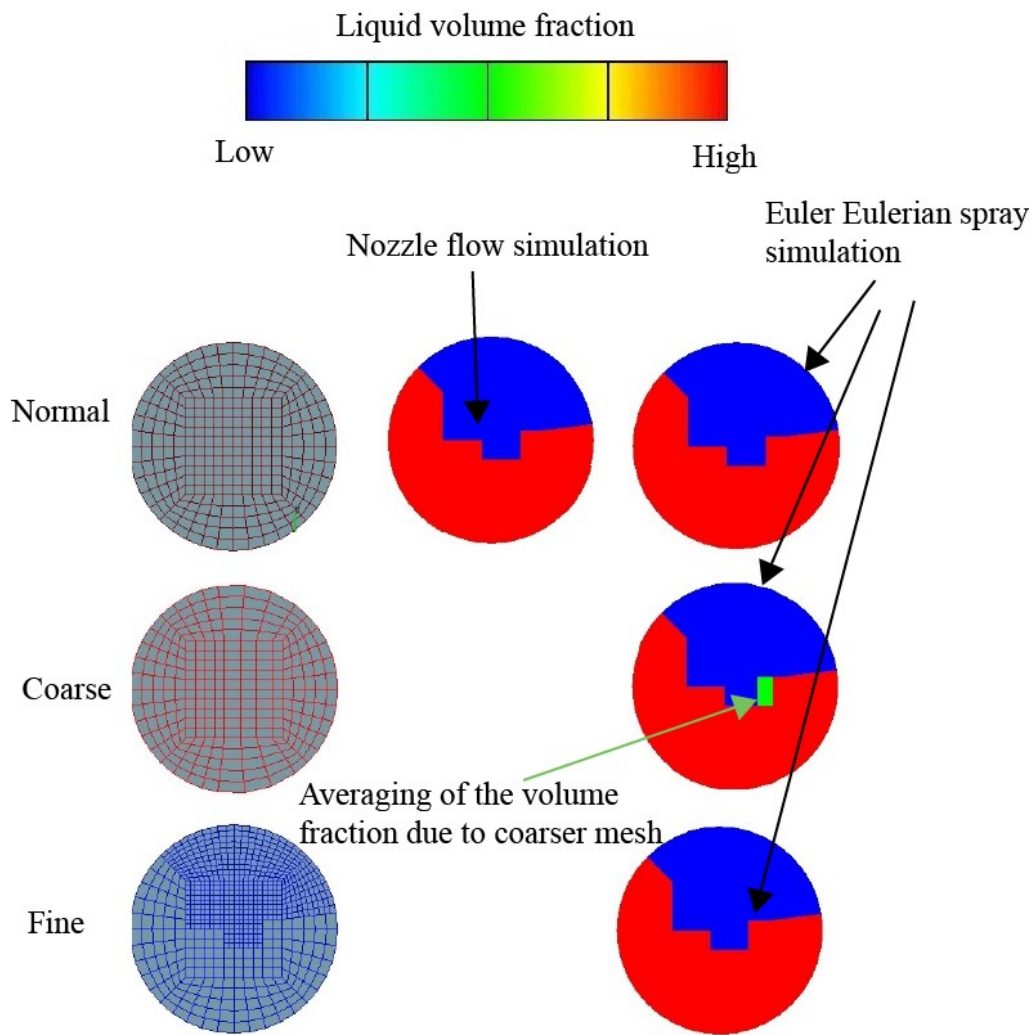 Liquid volume fraction
Low
High
Euler Eulerian spray
simulation
Nozzle flow simulation
Normal
Coarse
Averaging of the volume
fraction due to coarser mesh
Fine